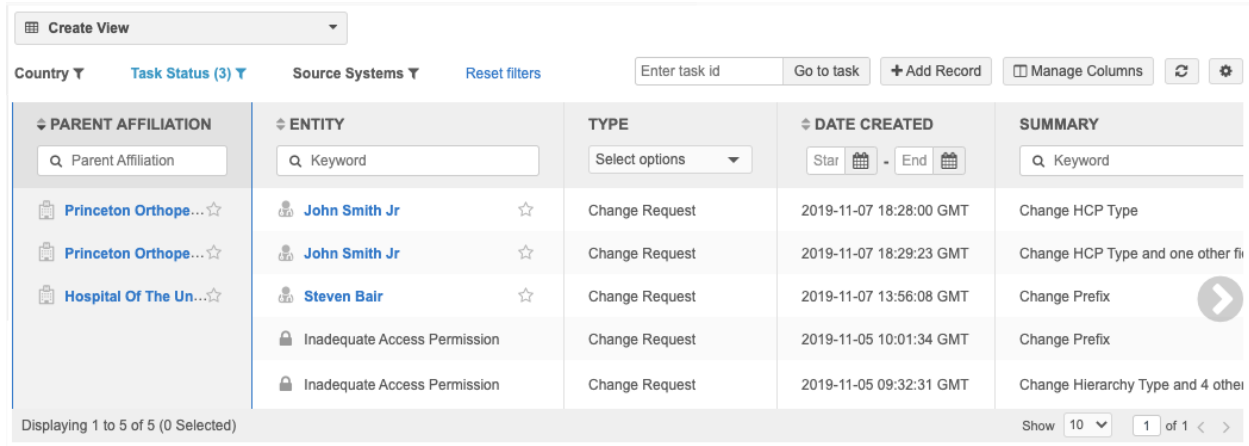 Create View
Country Task Status (3) Source Systems Reset filters Enter task id Go to task + Add Record Manage Columns
PARENT AFFILIATION ENTITY TYPE DATE CREATED SUMMARY
Parent Affiliation Keyword Select options Star - End Keyword
Princeton Orthope... John Smith Jr Change Request 2019-11-07 18:28:00 GMT Change HCP Type
Princeton Orthope... John Smith Jr Change Request 2019-11-07 18:29:23 GMT Change HCP Type and one other fi
Hospital Of The Un... Steven Bair Change Request 2019-11-07 13:56:08 GMT Change Prefix
Inadequate Access Permission Change Request 2019-11-05 10:01:34 GMT Change Prefix
Inadequate Access Permission Change Request 2019-11-05 09:32:31 GMT Change Hierarchy Type and 4 other
Displaying 1 to 5 of 5 (0 Selected) Show 10 1 of 1 < >